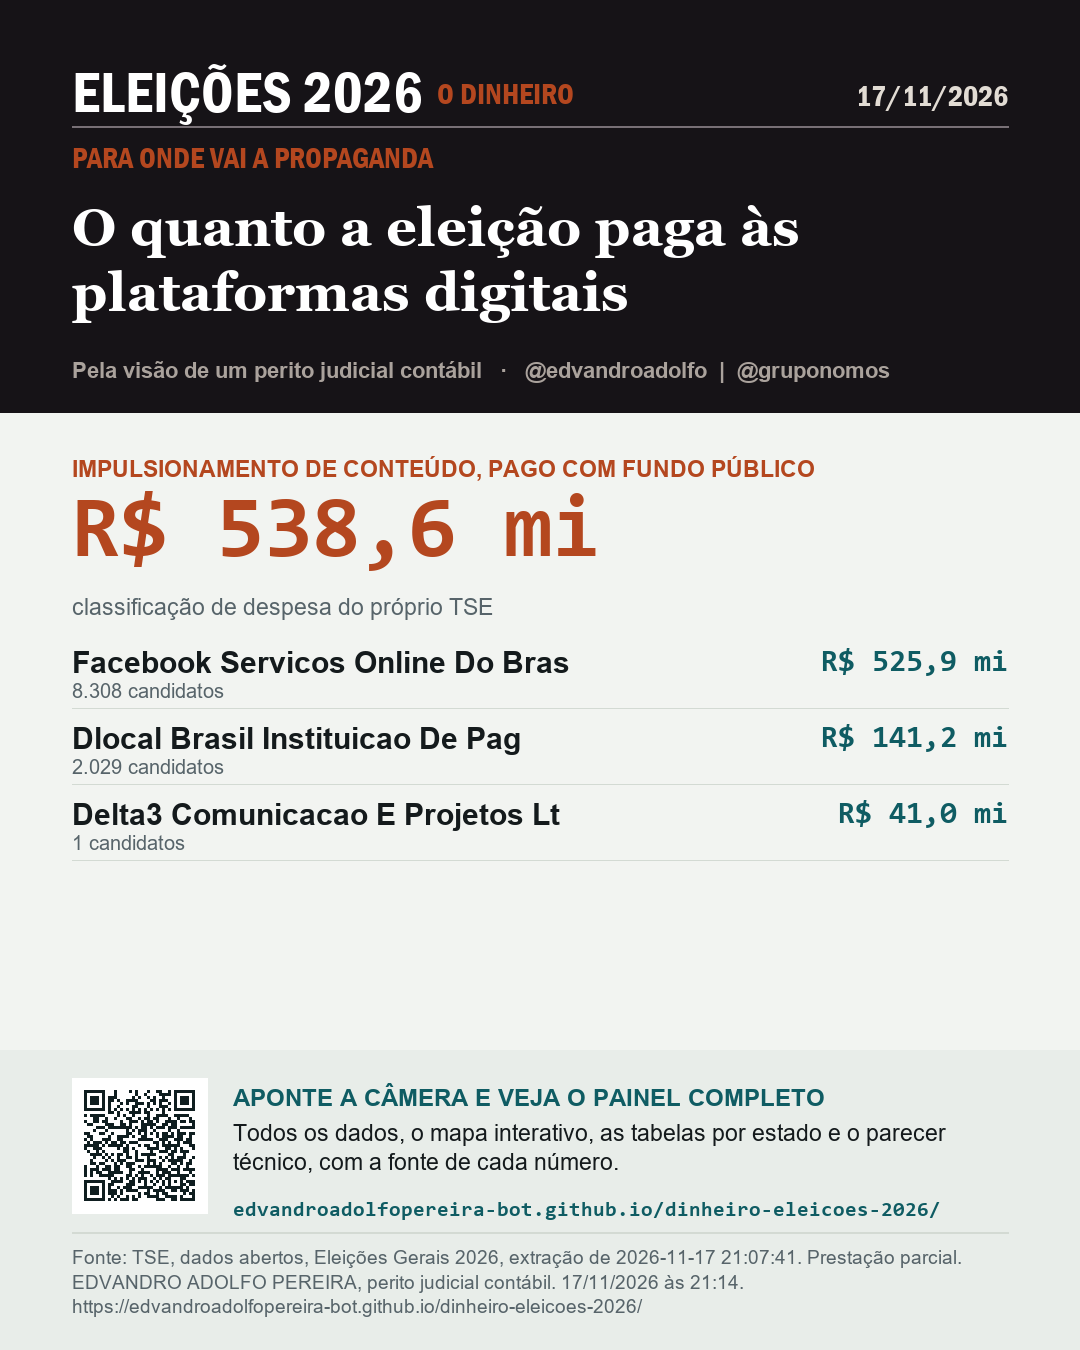 ELEIÇÕES 2026 O DINHEIRO 17/11/2026
PARA ONDE VAI A PROPAGANDA
O quanto a eleição paga às
plataformas digitais
Pela visão de um perito judicial contábil · @edvandroadolfo | @gruponomos
IMPULSIONAMENTO DE CONTEÚDO, PAGO COM FUNDO PÚBLICO
R$ 538,6 mi
classificação de despesa do próprio TSE
Facebook Servicos Online Do Bras R$ 525,9 mi
8.308 candidatos
Dlocal Brasil Instituicao De Pag R$ 141,2 mi
2.029 candidatos
Delta3 Comunicacao E Projetos Lt R$ 41,0 mi
1 candidatos
APONTE A CÂMERA E VEJA O PAINEL COMPLETO
Todos os dados, o mapa interativo, as tabelas por estado e o parecer
técnico, com a fonte de cada número.
edvandroadolfopereira-bot.github.io/dinheiro-eleicoes-2026/
Fonte: TSE, dados abertos, Eleições Gerais 2026, extração de 2026-11-17 21:07:41. Prestação parcial.
EDVANDRO ADOLFO PEREIRA, perito judicial contábil. 17/11/2026 às 21:14.
https://edvandroadolfopereira-bot.github.io/dinheiro-eleicoes-2026/